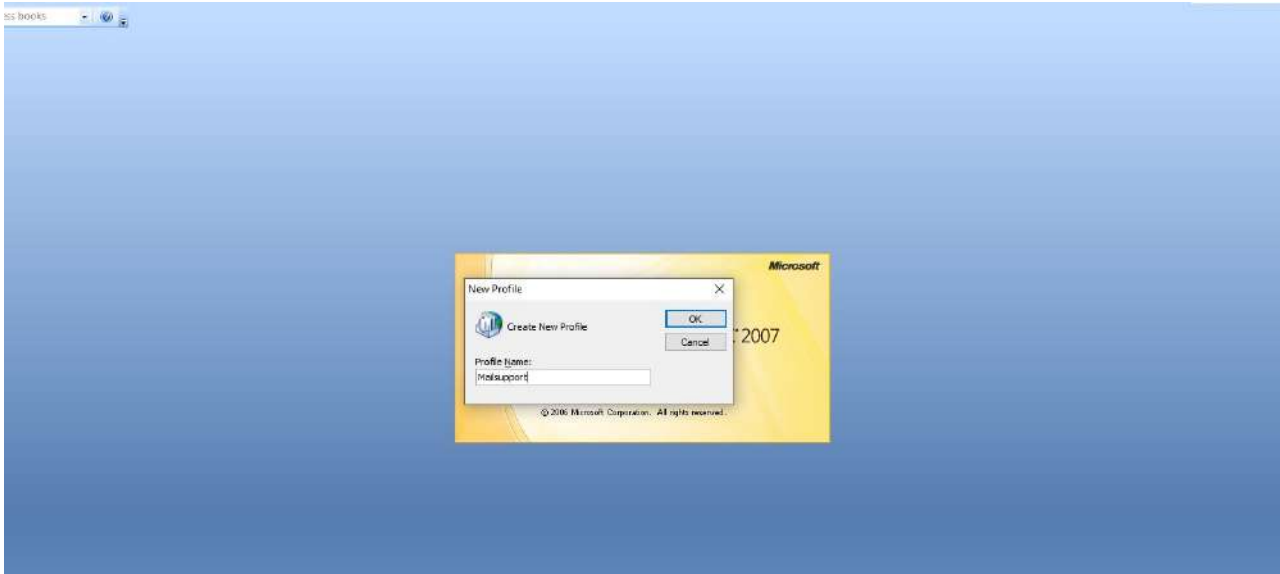 ess books
Microsoft
New Profile
Create New Profile
OK
Cancel
2007
Profile Name:
Mailsupport
© 2006 Microsoft Corporation. All rights reserved.